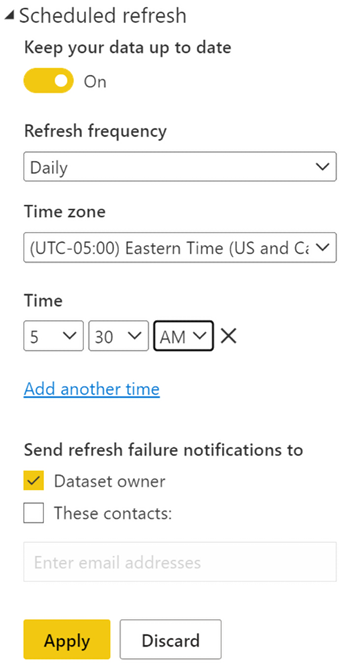 Scheduled refresh
Keep your data up to date
On
Refresh frequency
Daily
Time zone
(UTC-05:00) Eastern Time (US and Ca
Time
5 30 AM
Add another time
Send refresh failure notifications to
Dataset owner
These contacts:
Enter email addresses
Apply Discard